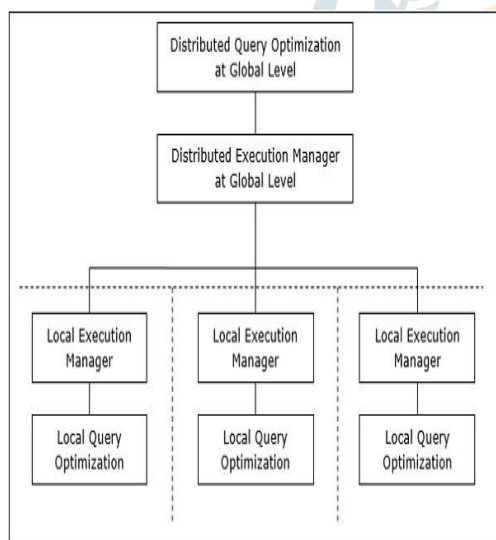 Distributed Query Optimization
at Global Level
Distributed Execution Manager
at Global Level
Local Execution
Manager
Local Execution
Manager
Local Execution
Manager
Local Query
Optimization
Local Query
Optimization
Local Query
Optimization